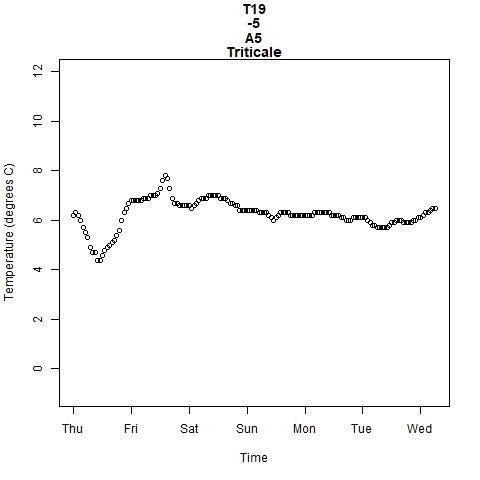 T19
-5
A5
Triticale
Temperature (degrees C)
12
10
8
6
4
2
0
Thu Fri Sat Sun Mon Tue Wed
Time